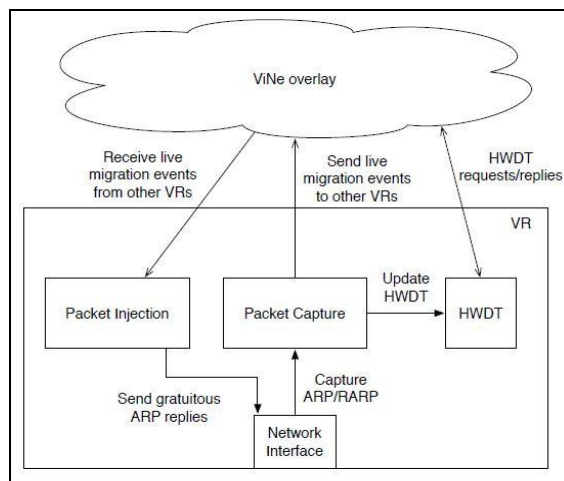 ViNe overlay
Receive live
migration events
from other VRs
Send live
migration events
to other VRs
HWDT
requests/replies
VR
Packet Injection
Packet Capture
Update
HWDT
HWDT
Send gratuitous
ARP replies
Capture
ARP/RARP
Network
Interface